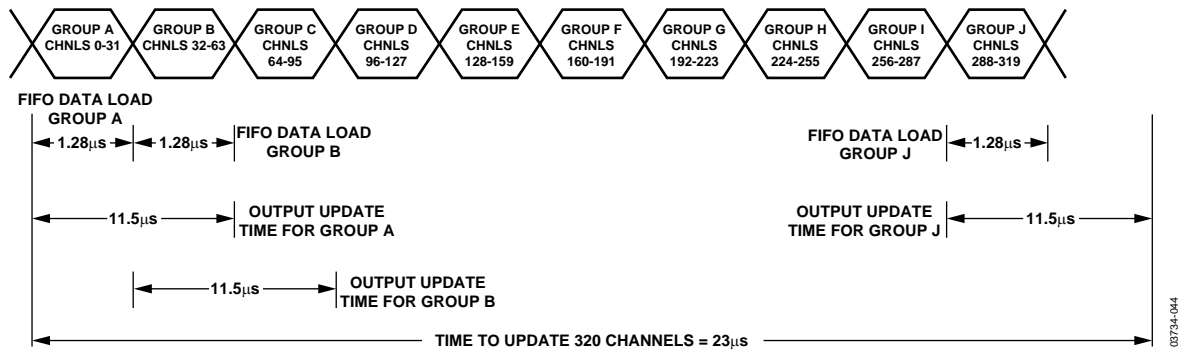 GROUP A
CHNLS 0-31
GROUP B
CHNLS 32-63
GROUP C
CHNLS
64-95
GROUP D
CHNLS
96-127
GROUP E
CHNLS
128-159
GROUP F
CHNLS
160-191
GROUP G
CHNLS
192-223
GROUP H
CHNLS
224-255
GROUP I
CHNLS
256-287
GROUP J
CHNLS
288-319
FIFO DATA LOAD
GROUP A
1.28µs
1.28µs
FIFO DATA LOAD
GROUP B
FIFO DATA LOAD
GROUP J
1.28µs
11.5µs
OUTPUT UPDATE
TIME FOR GROUP A
OUTPUT UPDATE
TIME FOR GROUP J
11.5µs
11.5µs
OUTPUT UPDATE
TIME FOR GROUP B
TIME TO UPDATE 320 CHANNELS = 23µs
03734-044